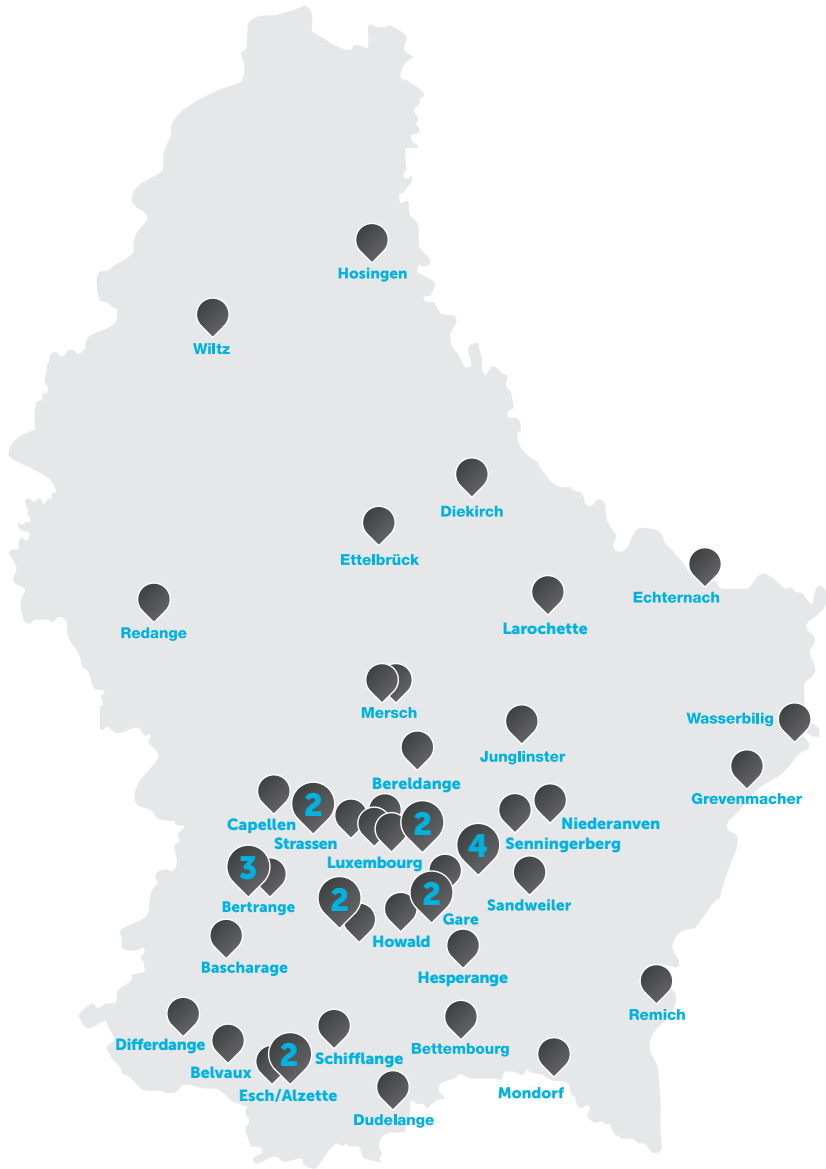 Hosingen
Wiltz
Diekirch
Ettelbrück
Echternach
Larochette
Redange
Mersch
Wasserbilig
Junglinster
Bereldange
Grevenmacher
2
Capellen
2
Niederanven
Strassen
Senningerberg
4
Luxembourg
3
2
2
Bertrange
Sandweiler
Gare
Howald
Bascharage
Hesperange
Remich
Differdange
2
Schifflange
Bettembourg
Belvaux
Esch/Alzette
Mondorf
Dudelange